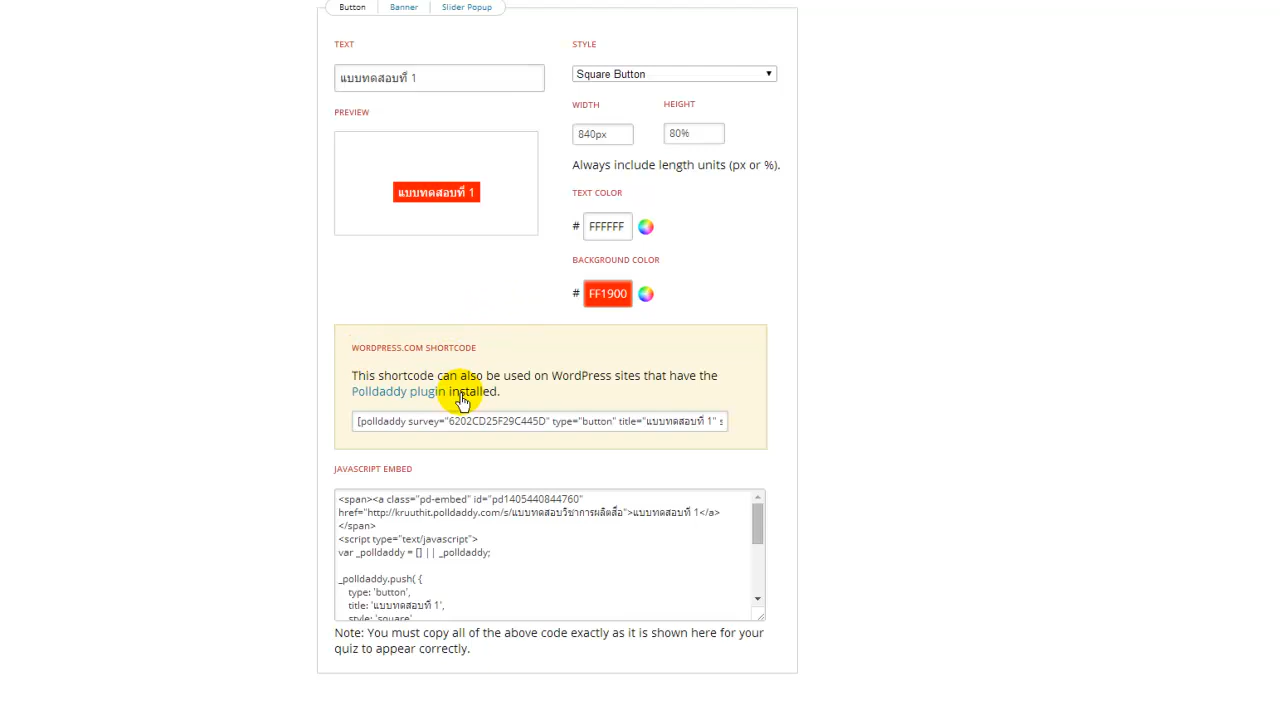 Button Banner Slider Popup
TEXT
แบบทดสอบที่ 1
PREVIEW
แบบทดสอบที่ 1
STYLE
Square Button
WIDTH HEIGHT
840px 80%
Always include length units (px or %).
TEXT COLOR
# FFFFFF
BACKGROUND COLOR
# FF1900
WORDPRESS.COM SHORTCODE
This shortcode can also be used on WordPress sites that have the
Polldaddy plugin installed.
[polldaddy survey="6202CD25F29C445D" type="button" title="แบบทดสอบที่ 1" s
JAVASCRIPT EMBED
<span><a class="pd-embed" id="pd1405440844760"
href="http://kruuthit.polldaddy.com/s/แบบทดสอบวิชาการผลิตสื่อ">แบบทดสอบที่ 1</a>
</span>
<script type="text/javascript">
var _polldaddy = [] || _polldaddy;
_polldaddy.push( {
type: 'button',
title: 'แบบทดสอบที่ 1',
style: 'square',
Note: You must copy all of the above code exactly as it is shown here for your
quiz to appear correctly.